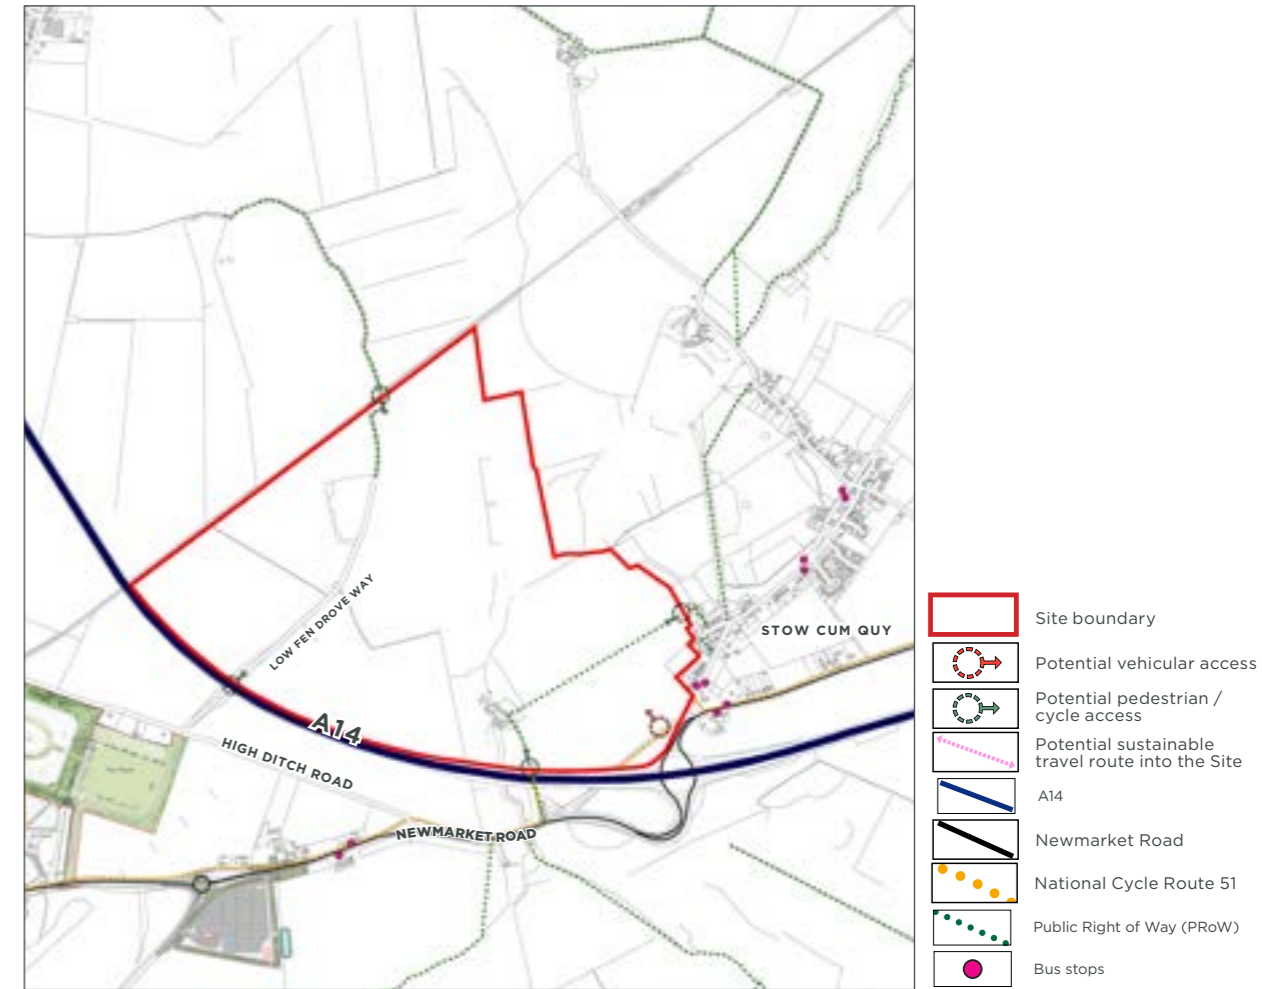 LOW FEN DROVE WAY
STOW CUM QUY
A14
HIGH DITCH ROAD
NEWMARKET ROAD
Site boundary
Potential vehicular access
Potential pedestrian /
cycle access
Potential sustainable
travel route into the Site
A14
Newmarket Road
National Cycle Route 51
Public Right of Way (PRoW)
Bus stops